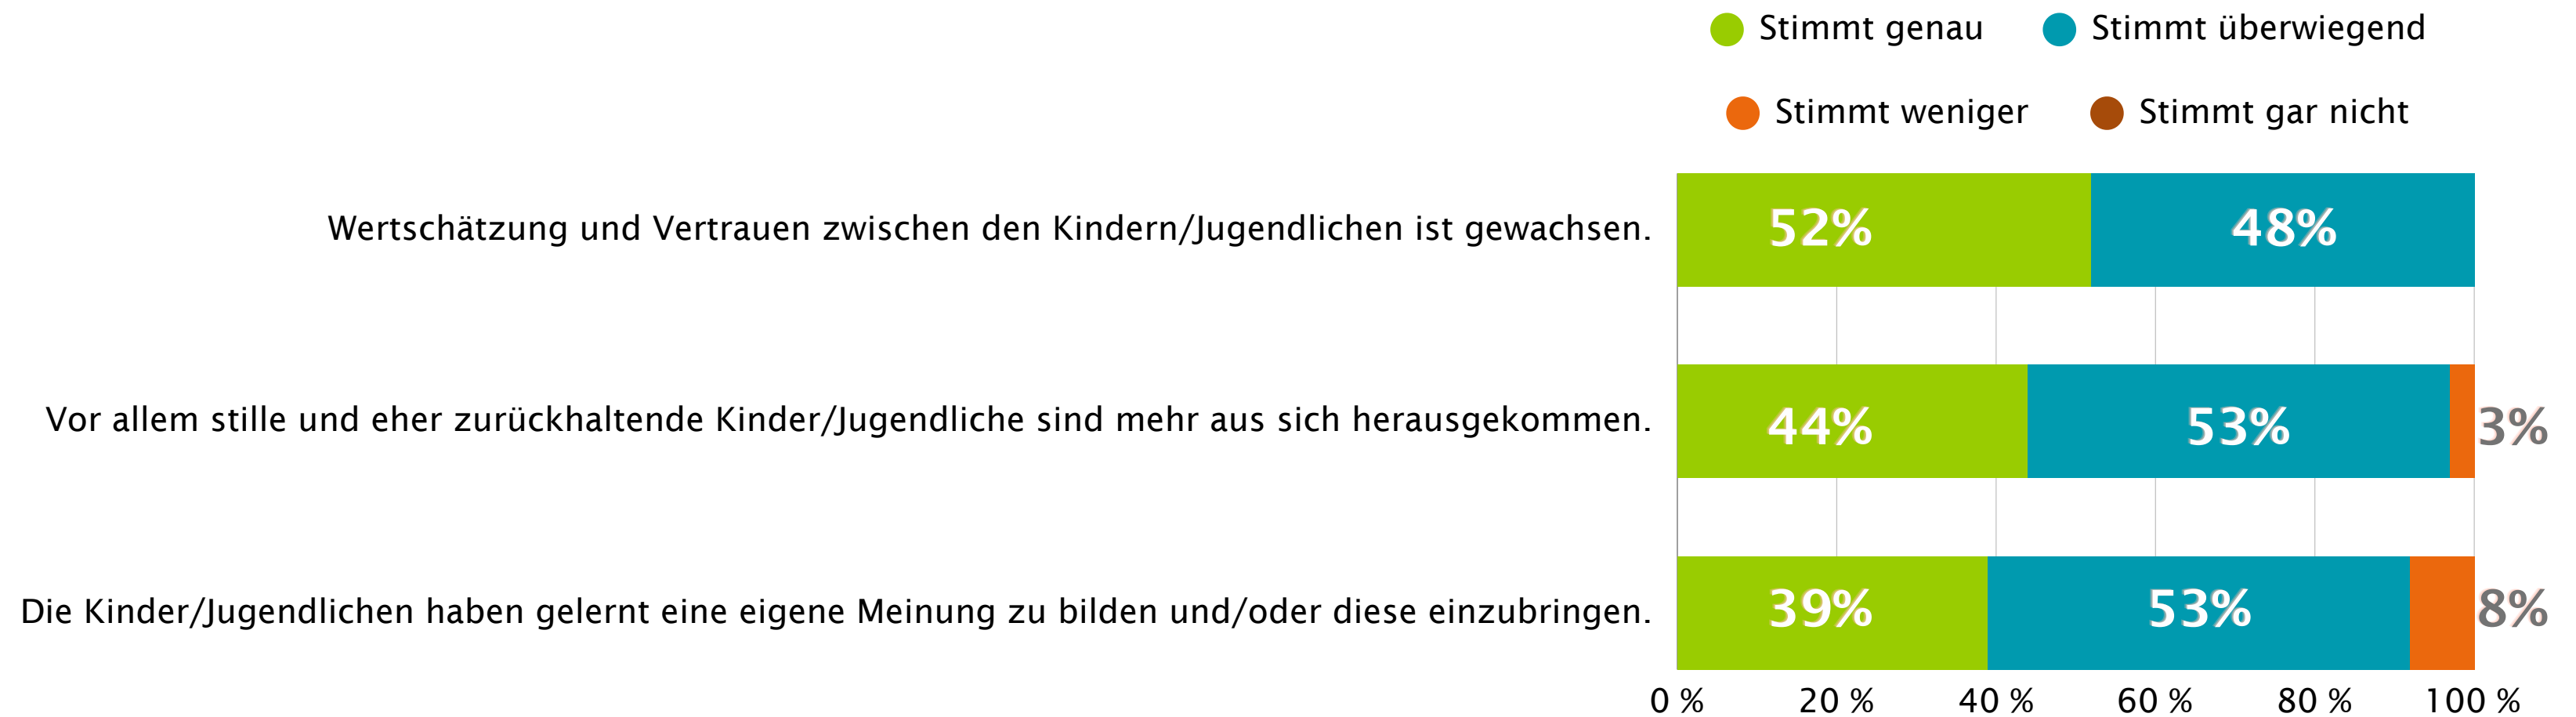 Stimmt genau Stimmt überwiegend
Stimmt weniger Stimmt gar nicht
Wertschätzung und Vertrauen zwischen den Kindern/Jugendlichen ist gewachsen. 52% 48%
Vor allem stille und eher zurückhaltende Kinder/Jugendliche sind mehr aus sich herausgekommen. 44% 53% 3%
Die Kinder/Jugendlichen haben gelernt eine eigene Meinung zu bilden und/oder diese einzubringen. 39% 53% 8%
0 % 20 % 40 % 60 % 80 % 100 %